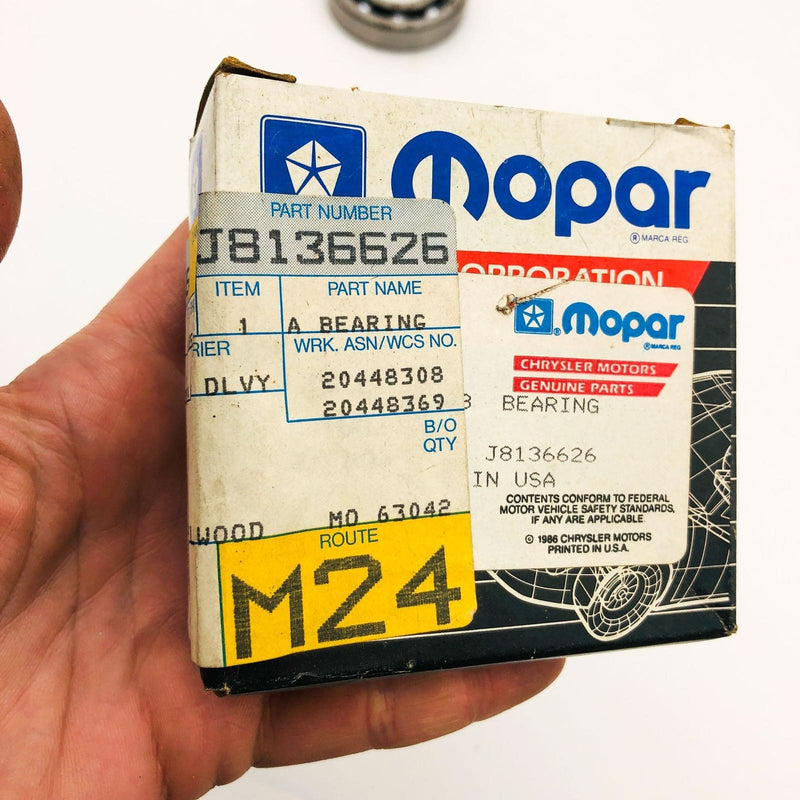 Mopar
® MARCA REG
PART NUMBER
J8136626
ORPORATION
ITEM
PART NAME
1 A BEARING
RIER
WRK. ASN/WCS NO.
DLVY
20448308
20448369
B/O
QTY
LWOOD MO 63042
ROUTE
M24
®Mopar
® MARCA REG
CHRYSLER MOTORS
GENUINE PARTS
BEARING
J8136626
IN USA
CONTENTS CONFORM TO FEDERAL
MOTOR VEHICLE SAFETY STANDARDS,
IF ANY ARE APPLICABLE.
© 1986 CHRYSLER MOTORS
PRINTED IN U.S.A.